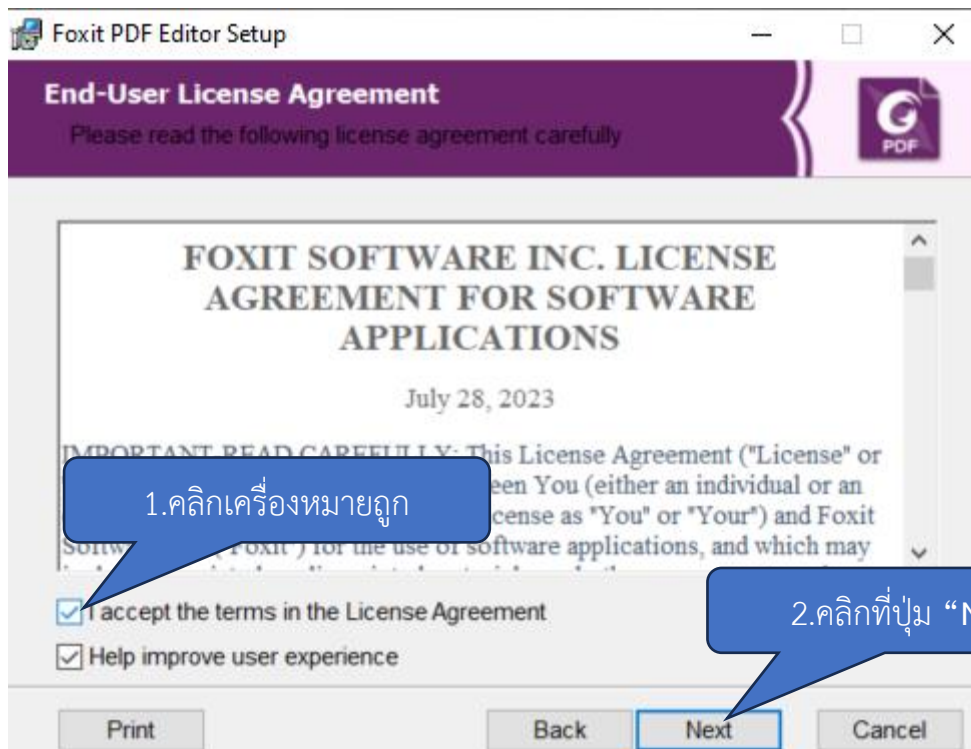 Foxit PDF Editor Setup
End-User License Agreement
Please read the following license agreement carefully
PDF
FOXIT SOFTWARE INC. LICENSE
AGREEMENT FOR SOFTWARE
APPLICATIONS
July 28, 2023
IMPORTANT-READ CAREFULLY: This License Agreement ("License" or
een You (either an individual or an
1.คลิกเครื่องหมายถูก
cense as "You" or "Your") and Foxit
Foxit") for the use of software applications, and which may
I accept the terms in the License Agreement
2.คลิกที่ปุ่ม “N
Help improve user experience
Print
Back
Next
Cancel